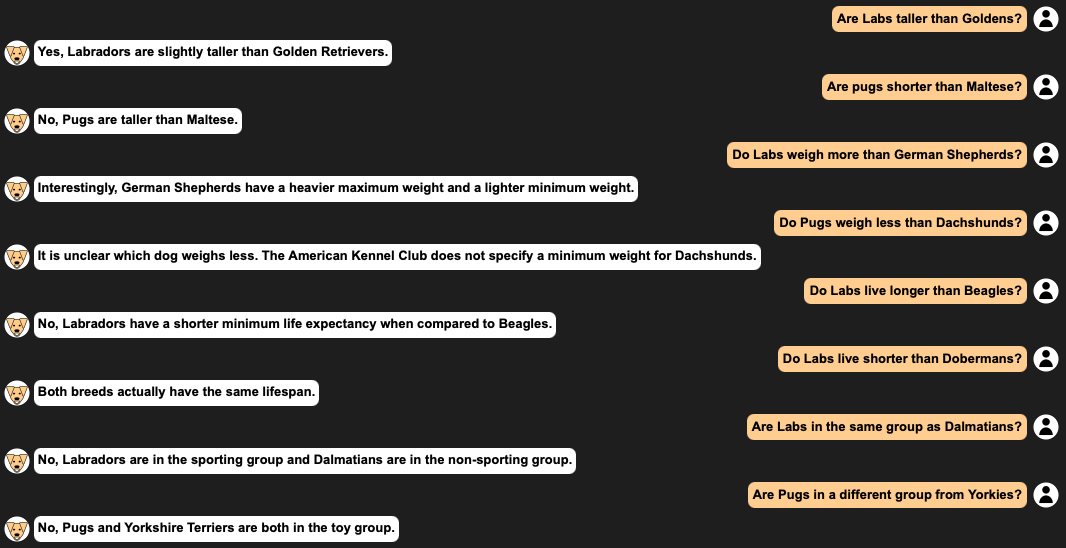 Are Labs taller than Goldens?
Yes, Labradors are slightly taller than Golden Retrievers.
Are pugs shorter than Maltese?
No, Pugs are taller than Maltese.
Do Labs weigh more than German Shepherds?
Interestingly, German Shepherds have a heavier maximum weight and a lighter minimum weight.
Do Pugs weigh less than Dachshunds?
It is unclear which dog weighs less. The American Kennel Club does not specify a minimum weight for Dachshunds.
Do Labs live longer than Beagles?
No, Labradors have a shorter minimum life expectancy when compared to Beagles.
Do Labs live shorter than Dobermans?
Both breeds actually have the same lifespan.
Are Labs in the same group as Dalmatians?
No, Labradors are in the sporting group and Dalmatians are in the non-sporting group.
Are Pugs in a different group from Yorkies?
No, Pugs and Yorkshire Terriers are both in the toy group.